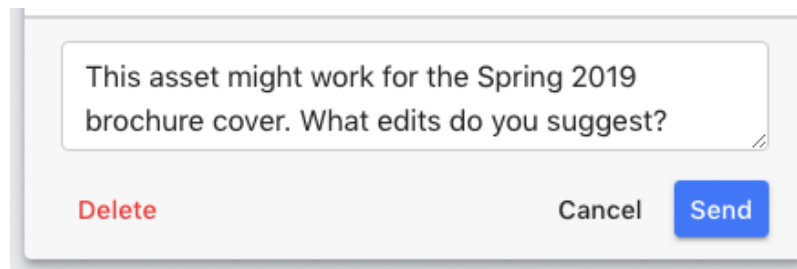 This asset might work for the Spring 2019
brochure cover. What edits do you suggest?
Delete Cancel Send